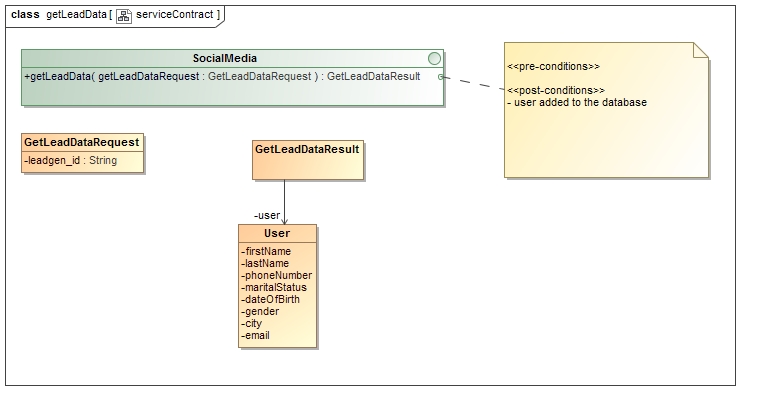 class getLeadData [ serviceContract ]
SocialMedia
+getLeadData( getLeadDataRequest : GetLeadDataRequest ) : GetLeadDataResult
<<pre-conditions>>
<<post-conditions>>
- user added to the database
GetLeadDataRequest
-leadgen_id : String
GetLeadDataResult
-user
User
-firstName
-lastName
-phoneNumber
-maritalStatus
-dateOfBirth
-gender
-city
-email